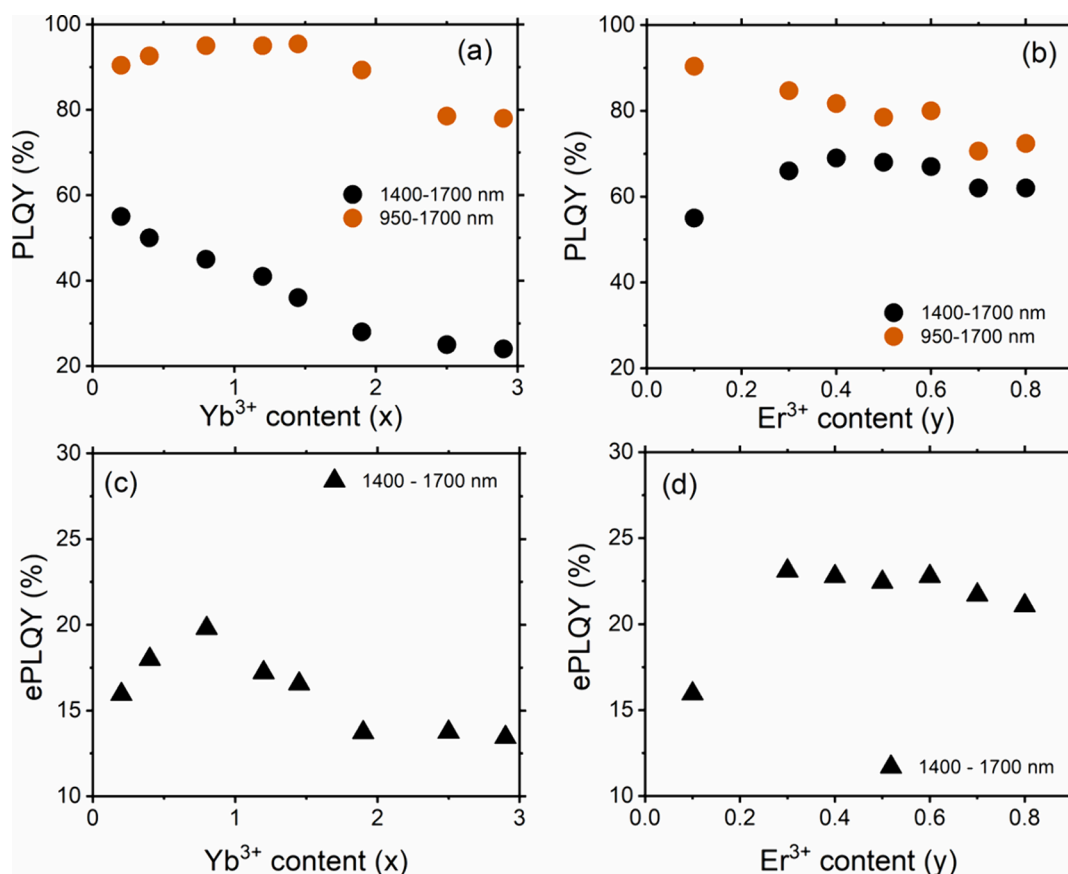 (a)
PLQY (%)
100
80
60
40
20
1400-1700 nm
950-1700 nm
0
1
2
3
Yb³⁺ content (x)
(b)
PLQY (%)
100
80
60
40
20
1400-1700 nm
950-1700 nm
0.0
0.2
0.4
0.6
0.8
Er³⁺ content (y)
(c)
1400 - 1700 nm
ePLQY (%)
30
25
20
15
10
0
1
2
3
Yb³⁺ content (x)
(d)
ePLQY (%)
30
25
20
15
10
1400 - 1700 nm
0.0
0.2
0.4
0.6
0.8
Er³⁺ content (y)